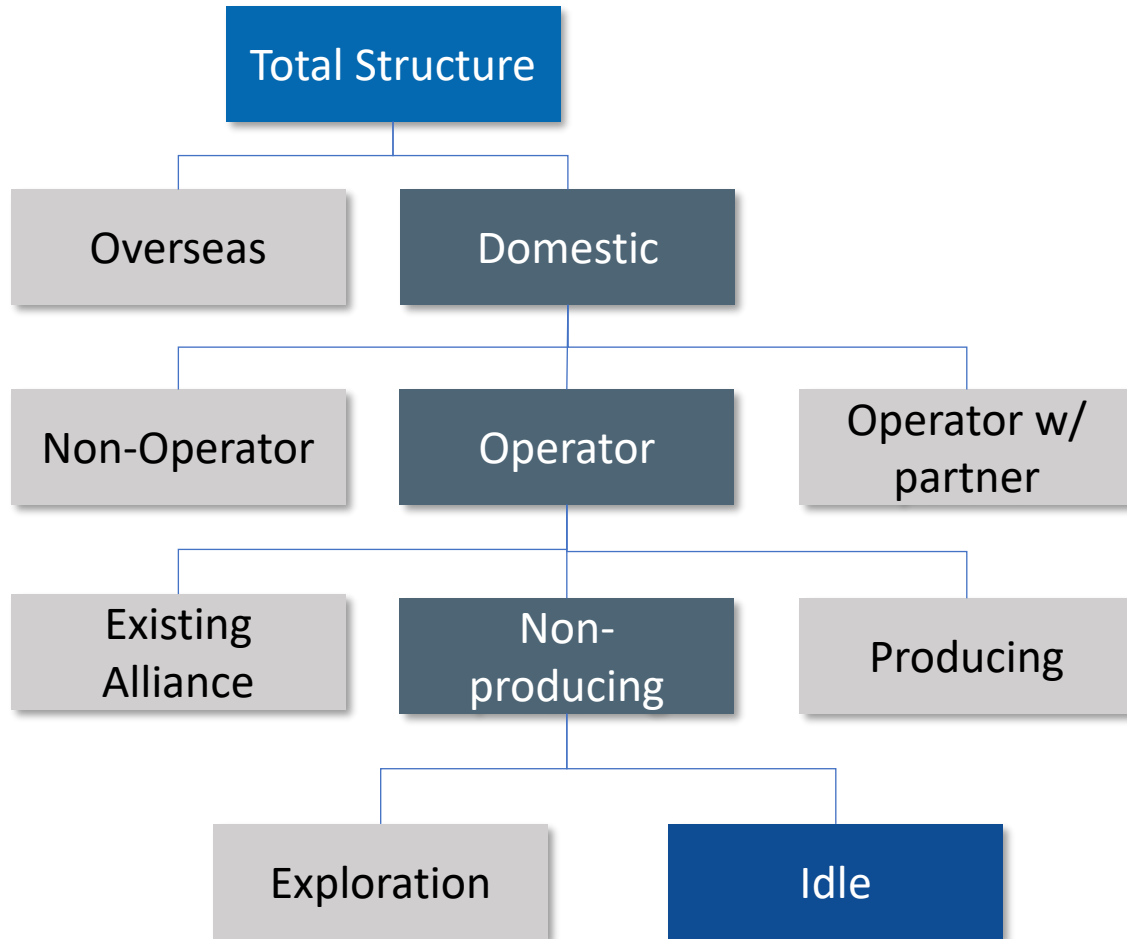 Total Structure
Overseas
Domestic
Non-Operator
Operator
Operator w/
partner
Existing
Alliance
Non-
producing
Producing
Exploration
Idle